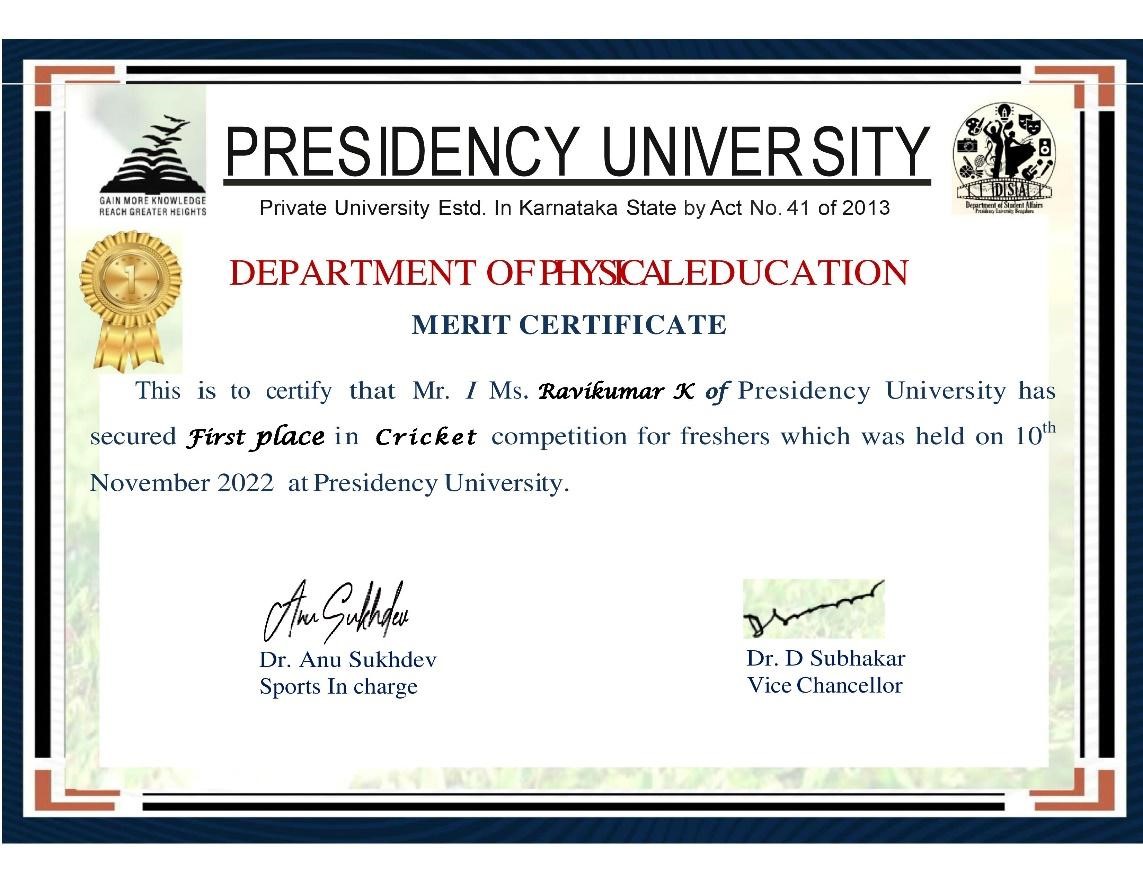 PRESIDENCY UNIVERSITY
GAIN MORE KNOWLEDGE
REACH GREATER HEIGHTS
Private University Estd. In Karnataka State by Act No. 41 of 2013
DSA
Department of Student Affairs
Presidency University Bengaluru
1
DEPARTMENT OF PHYSICAL EDUCATION
MERIT CERTIFICATE
This is to certify that Mr. I Ms. Ravikumar K of Presidency University has
secured First place in Cricket competition for freshers which was held on 10th
November 2022 at Presidency University.
Anu Sukhdev
Dr. Anu Sukhdev
Sports In charge
Dr. D Subhakar
Vice Chancellor